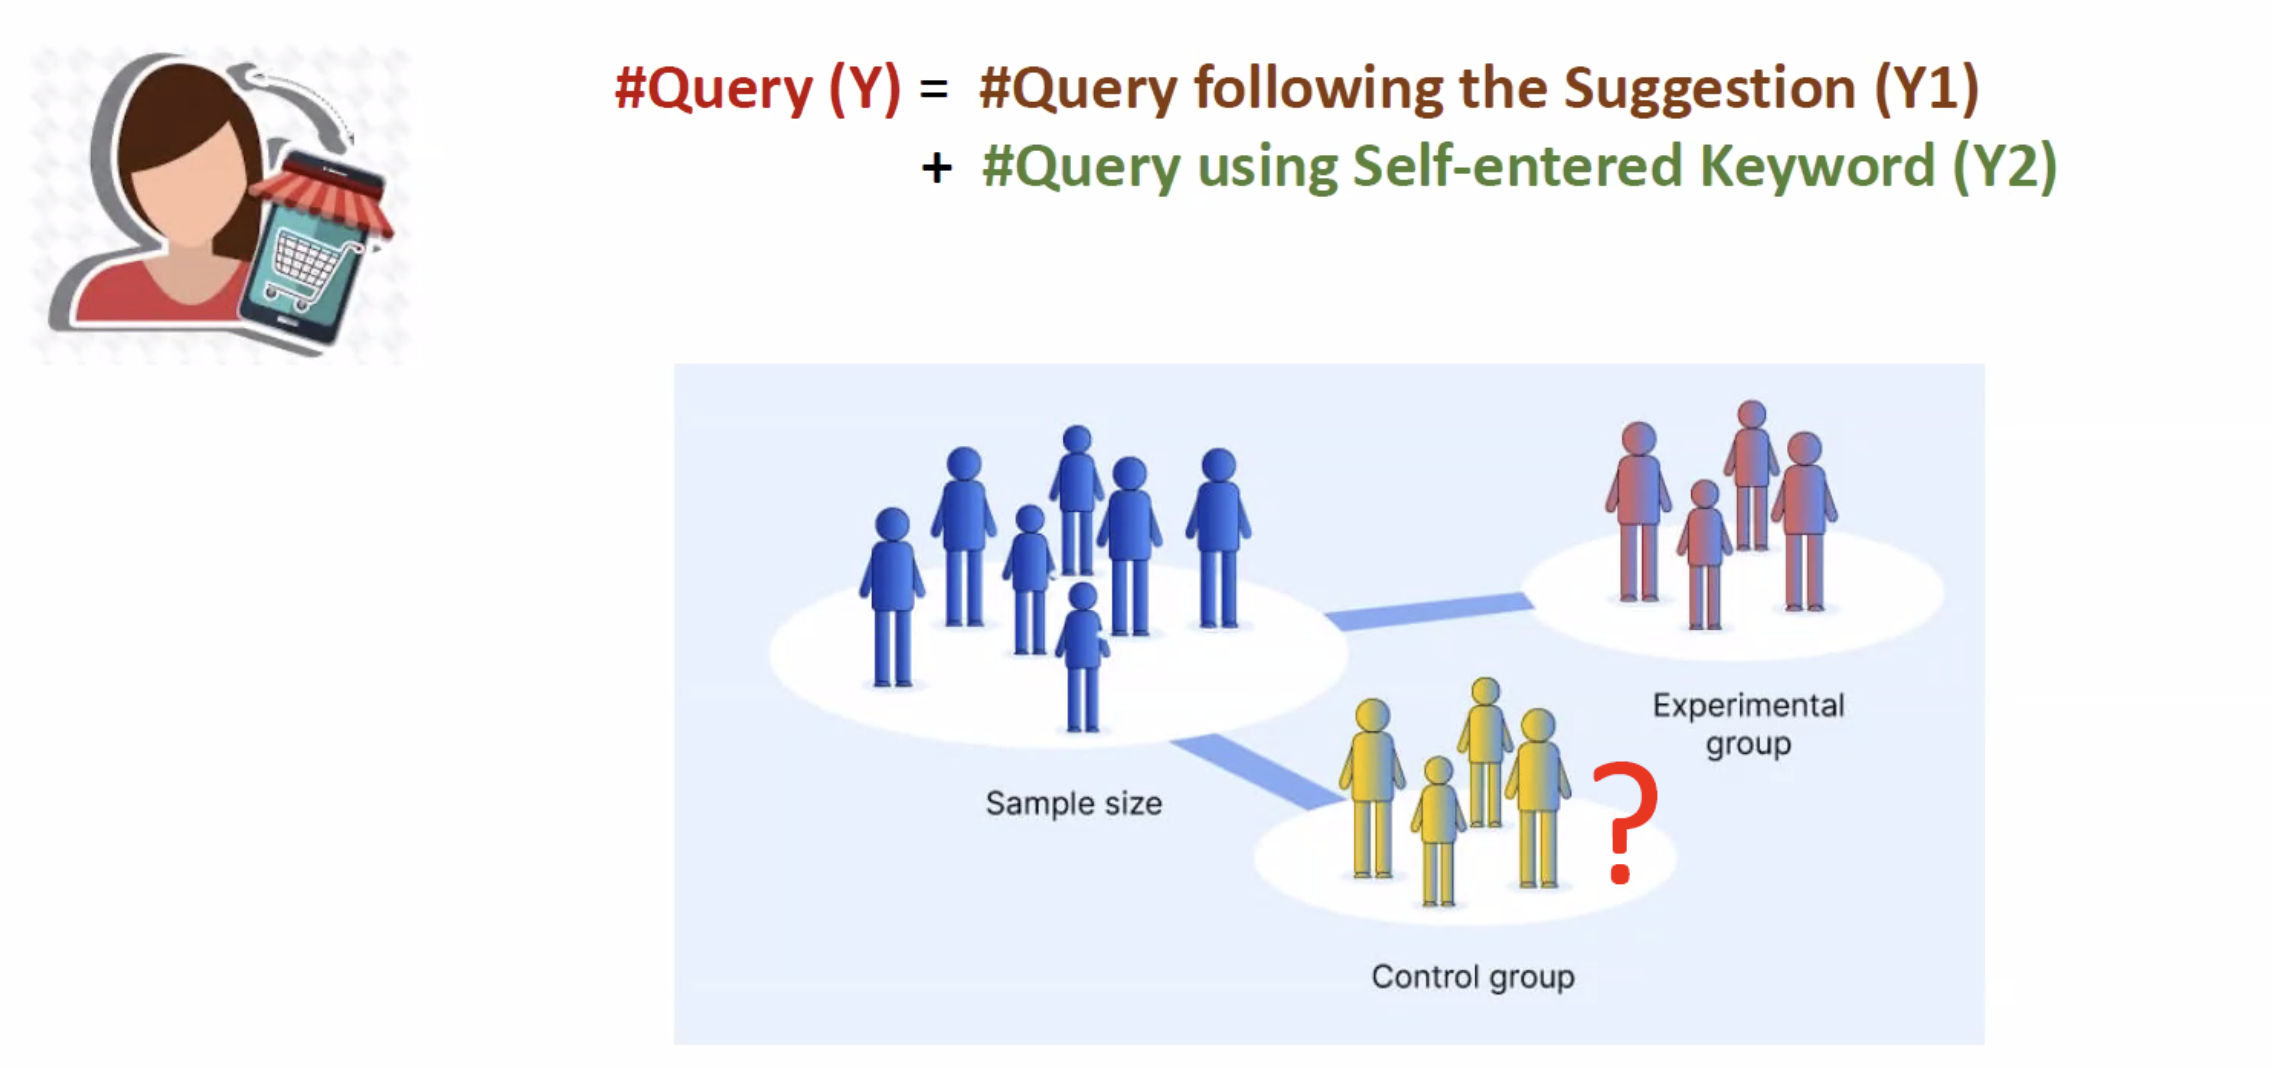 #Query (Y) = #Query following the Suggestion (Y1)
+ #Query using Self-entered Keyword (Y2)
Experimental
group
?
Sample size
Control group